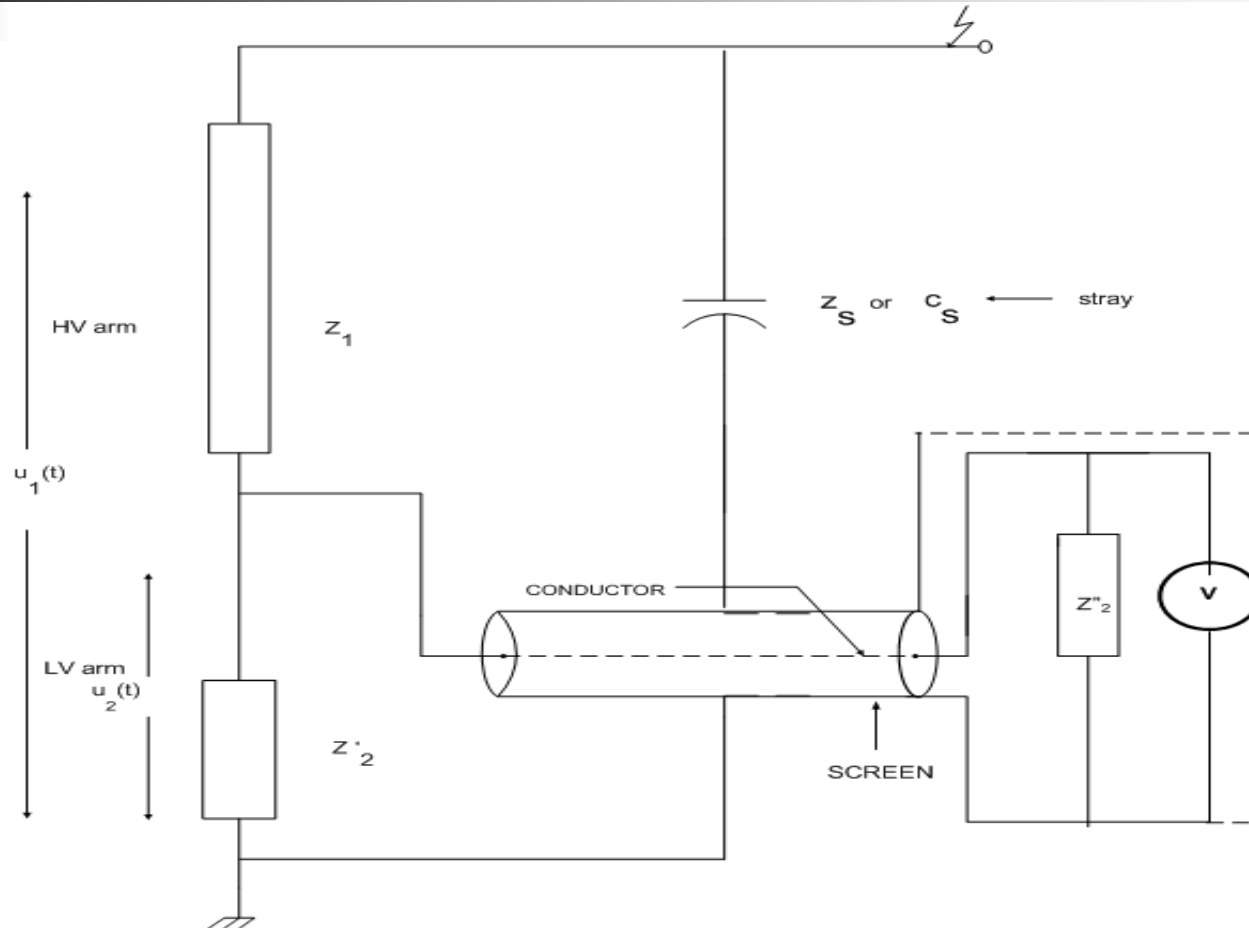 HV arm
Z1
ZS or CS
stray
u1(t)
CONDUCTOR
Z"2
V
LV arm
u2(t)
Z'2
SCREEN